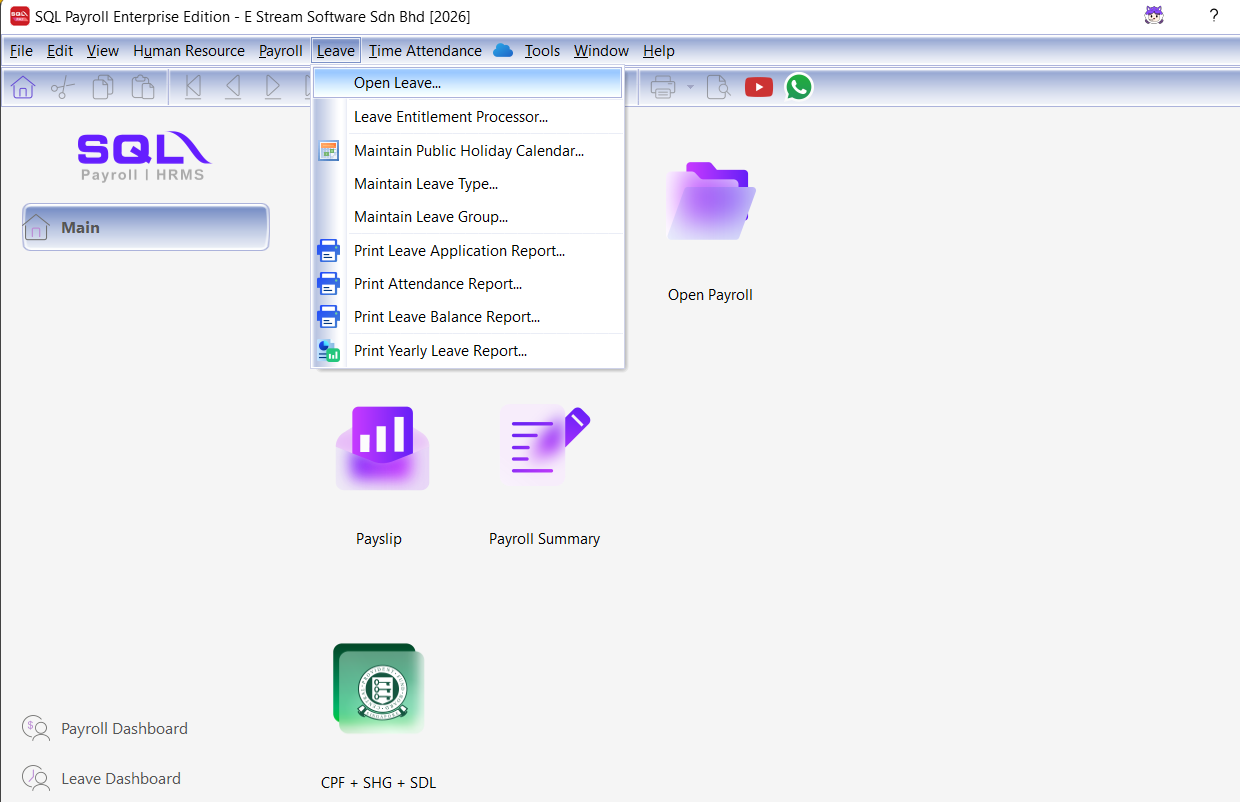 SQL Payroll Enterprise Edition - E Stream Software Sdn Bhd [2026]
?
File Edit View Human Resource Payroll Leave Time Attendance Tools Window Help
Open Leave...
Leave Entitlement Processor...
Maintain Public Holiday Calendar...
Maintain Leave Type...
Maintain Leave Group...
Print Leave Application Report...
Print Attendance Report...
Print Leave Balance Report...
Print Yearly Leave Report...
SQL
Payroll | HRMS
Main
Open Payroll
Payslip
Payroll Summary
CPF + SHG + SDL
Payroll Dashboard
Leave Dashboard